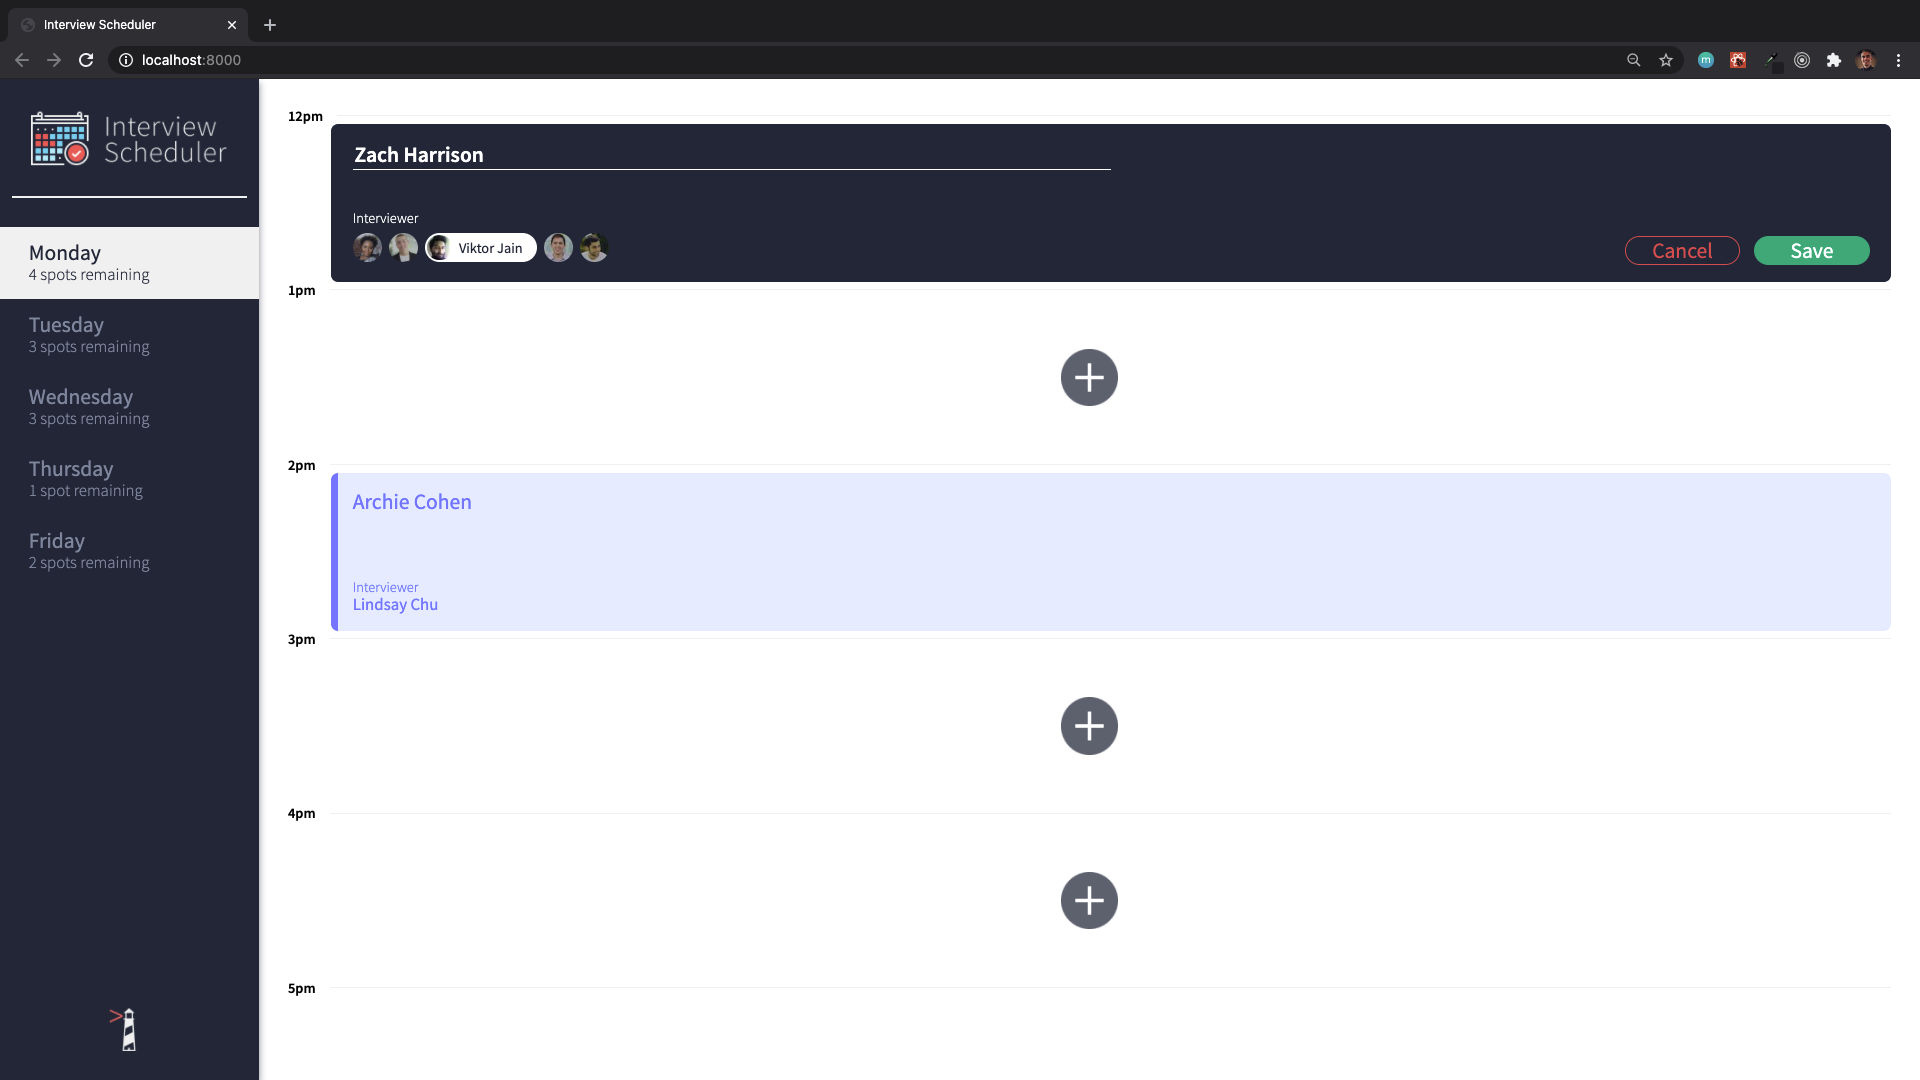 Interview Scheduler
localhost:8000
m
Interview
Scheduler
Monday
4 spots remaining
Tuesday
3 spots remaining
Wednesday
3 spots remaining
Thursday
1 spot remaining
Friday
2 spots remaining
12pm
Zach Harrison
Interviewer
Viktor Jain
Cancel
Save
1pm
2pm
Archie Cohen
Interviewer
Lindsay Chu
3pm
4pm
5pm